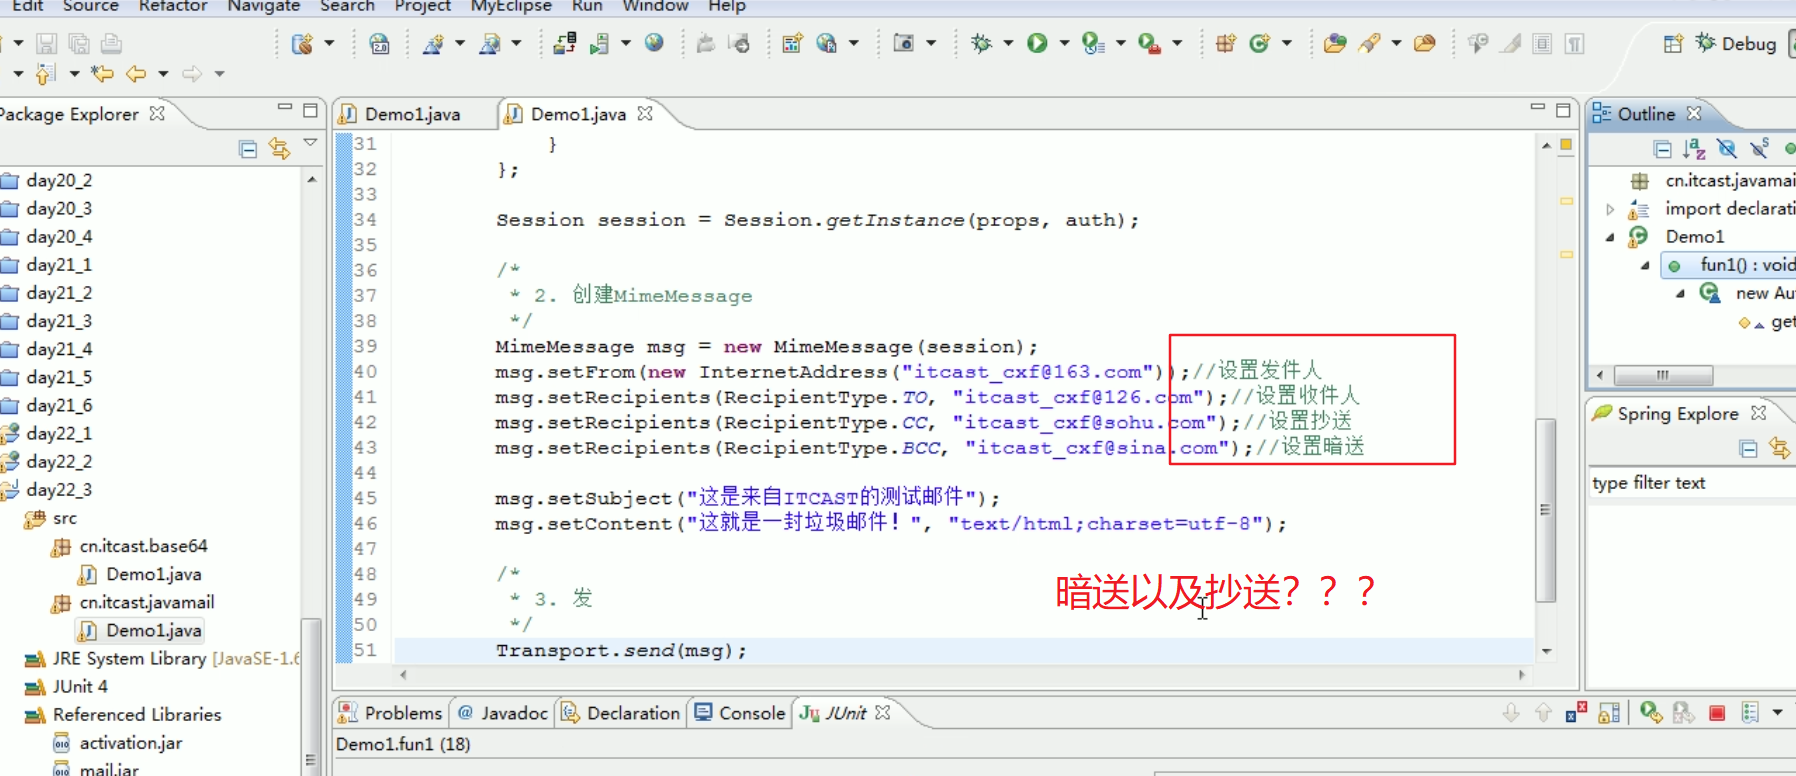 Edit Source Refactor Navigate Search Project MyEclipse Run Window Help
Debug
Package Explorer
Demo1.java
Demo1.java
Outline
day20_2
day20_3
day20_4
day21_1
day21_2
day21_3
day21_4
day21_5
day21_6
day22_1
day22_2
day22_3
src
cn.itcast.base64
Demo1.java
cn.itcast.javamail
Demo1.java
JRE System Library [JavaSE-1.6
JUnit 4
Referenced Libraries
activation.jar
mail.jar
31 }
32 };
33
34 Session session = Session.getInstance(props, auth);
35
36 /*
37 * 2. 创建MimeMessage
38 */
39 MimeMessage msg = new MimeMessage(session);
40 msg.setFrom(new InternetAddress("itcast_cxf@163.com"));//设置发件人
41 msg.setRecipients(RecipientType.TO, "itcast_cxf@126.com");//设置收件人
42 msg.setRecipients(RecipientType.CC, "itcast_cxf@sohu.com");//设置抄送
43 msg.setRecipients(RecipientType.BCC, "itcast_cxf@sina.com");//设置暗送
44
45 msg.setSubject("这是来自ITCAST的测试邮件");
46 msg.setContent("这就是一封垃圾邮件！", "text/html;charset=utf-8");
47
48 /*
49 * 3. 发
50 */
51 Transport.send(msg);
暗送以及抄送？？？
cn.itcast.javamai
import declarati
Demo1
fun1() : void
new Au
get
Spring Explore
type filter text
Problems @ Javadoc Declaration Console JUnit
Demo1.fun1 (18)